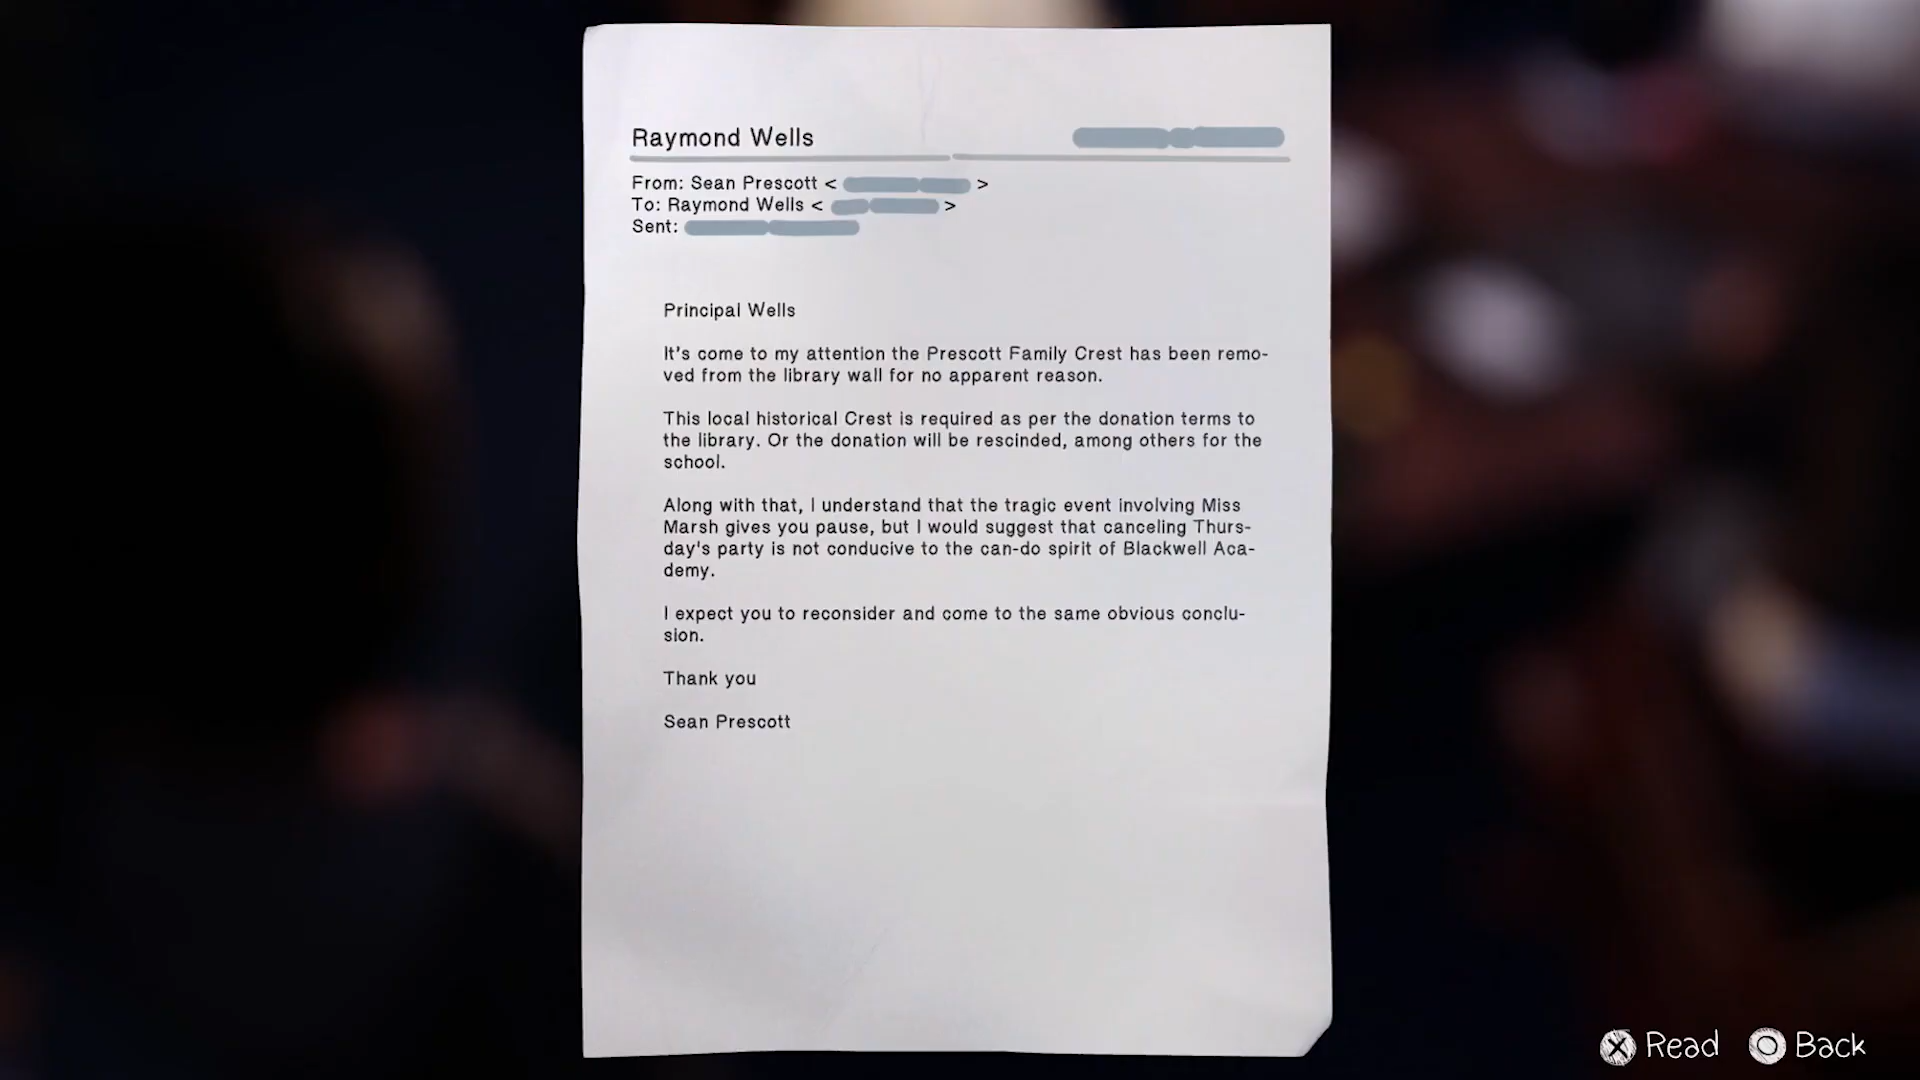 Raymond Wells
From: Sean Prescott < >
To: Raymond Wells < >
Sent:
Principal Wells
It's come to my attention the Prescott Family Crest has been remo-
ved from the library wall for no apparent reason.
This local historical Crest is required as per the donation terms to
the library. Or the donation will be rescinded, among others for the
school.
Along with that, I understand that the tragic event involving Miss
Marsh gives you pause, but I would suggest that canceling Thurs-
day's party is not conducive to the can-do spirit of Blackwell Aca-
demy.
I expect you to reconsider and come to the same obvious conclu-
sion.
Thank you
Sean Prescott
Read Back